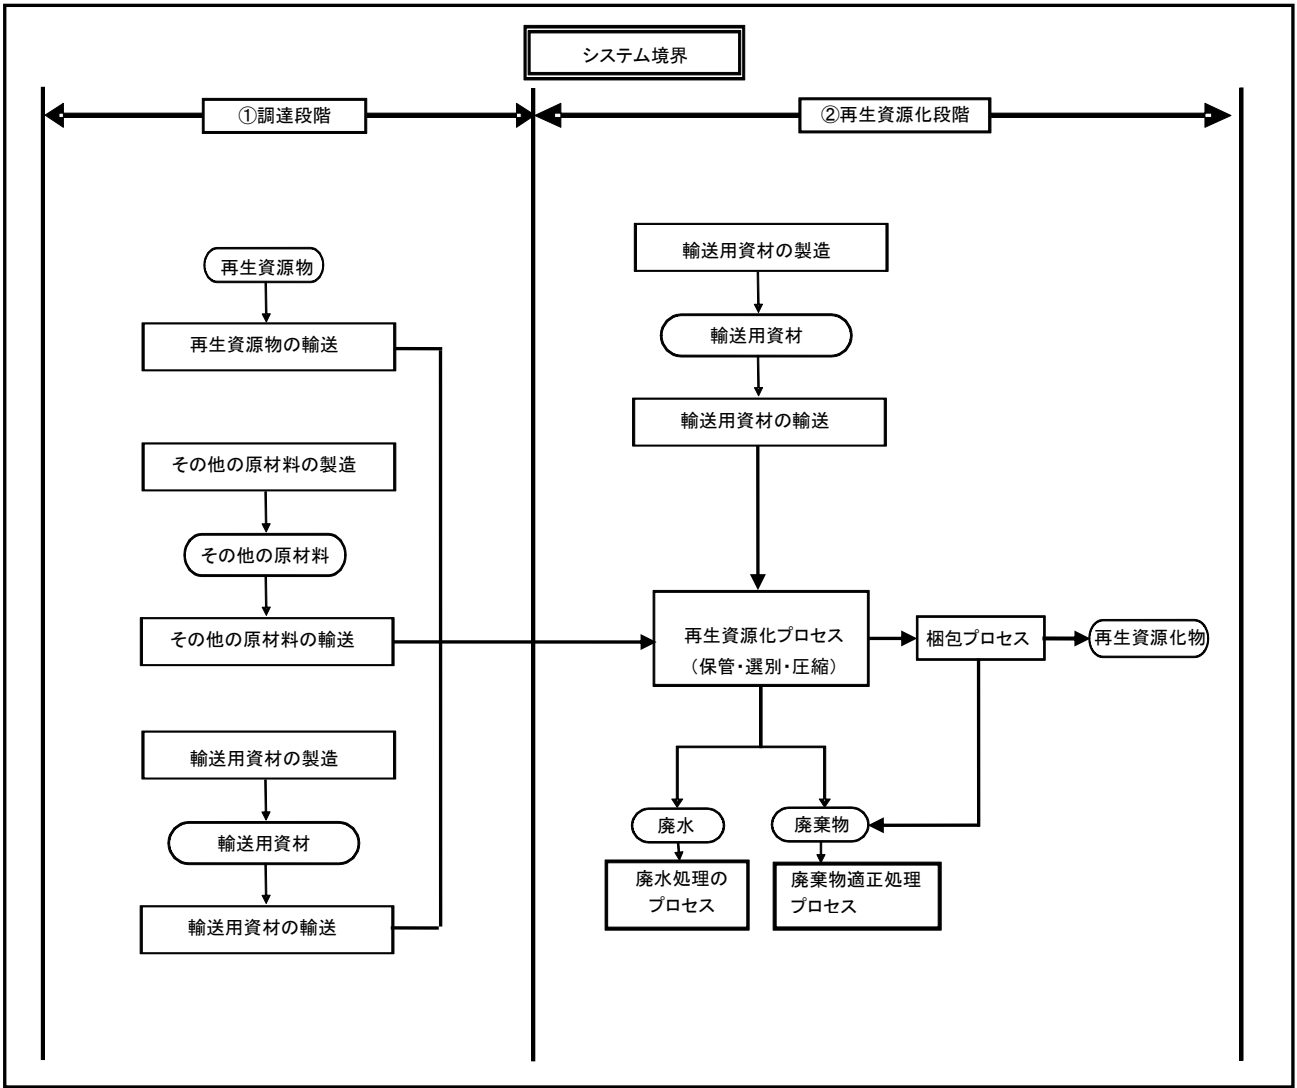 システム境界
①調達段階
②再生資源化段階
再生資源物
再生資源物の輸送
その他の原材料の製造
その他の原材料
その他の原材料の輸送
輸送用資材の製造
輸送用資材
輸送用資材の輸送
輸送用資材の製造
輸送用資材
輸送用資材の輸送
再生資源化プロセス
（保管・選別・圧縮）
梱包プロセス
再生資源化物
廃水
廃棄物
廃水処理の
プロセス
廃棄物適正処理
プロセス